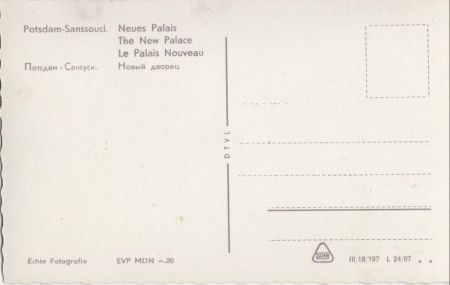 Potsdam-Sanssouci. Neues Palais
The New Palace
Le Palais Nouveau
Потсдам - Сансуси. Новый дворец
DTVL
Echte Fotografie EVP MDN –.20
III/18/197 L 24/67